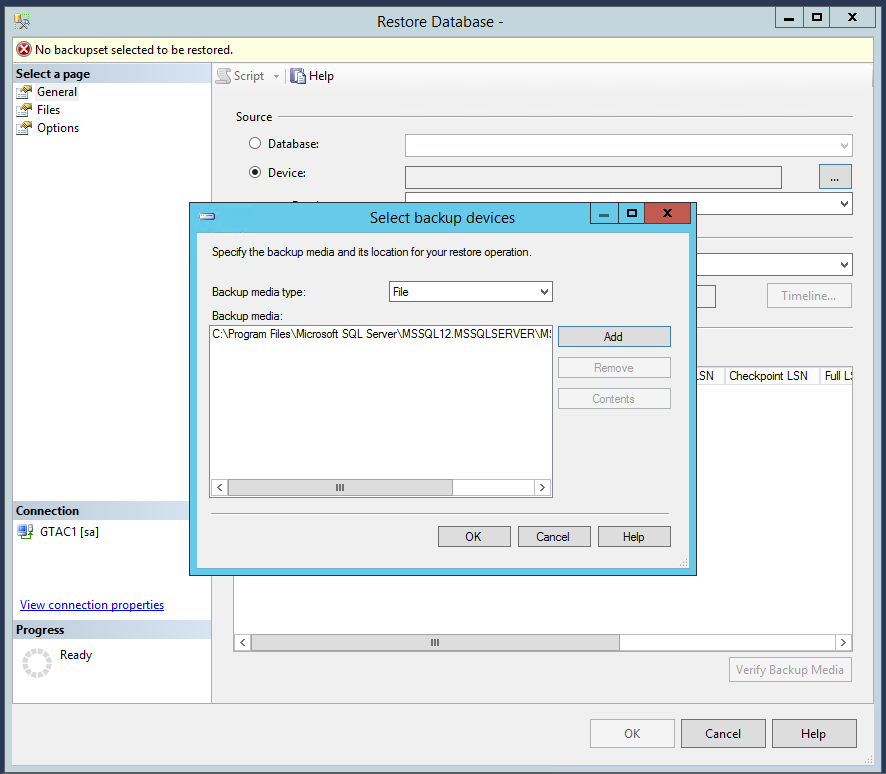 Restore Database -
No backupset selected to be restored.
Select a page
General
Files
Options
Script
Help
Source
Database:
Device:
...
Select backup devices
Specify the backup media and its location for your restore operation.
Backup media type:
File
Backup media:
C:\Program Files\Microsoft SQL Server\MSSQL12.MSSQLSERVER\MS
Add
Remove
Contents
OK
Cancel
Help
Timeline...
LSN
Checkpoint LSN
Full LS
Connection
GTAC1 [sa]
View connection properties
Progress
Ready
Verify Backup Media
OK
Cancel
Help